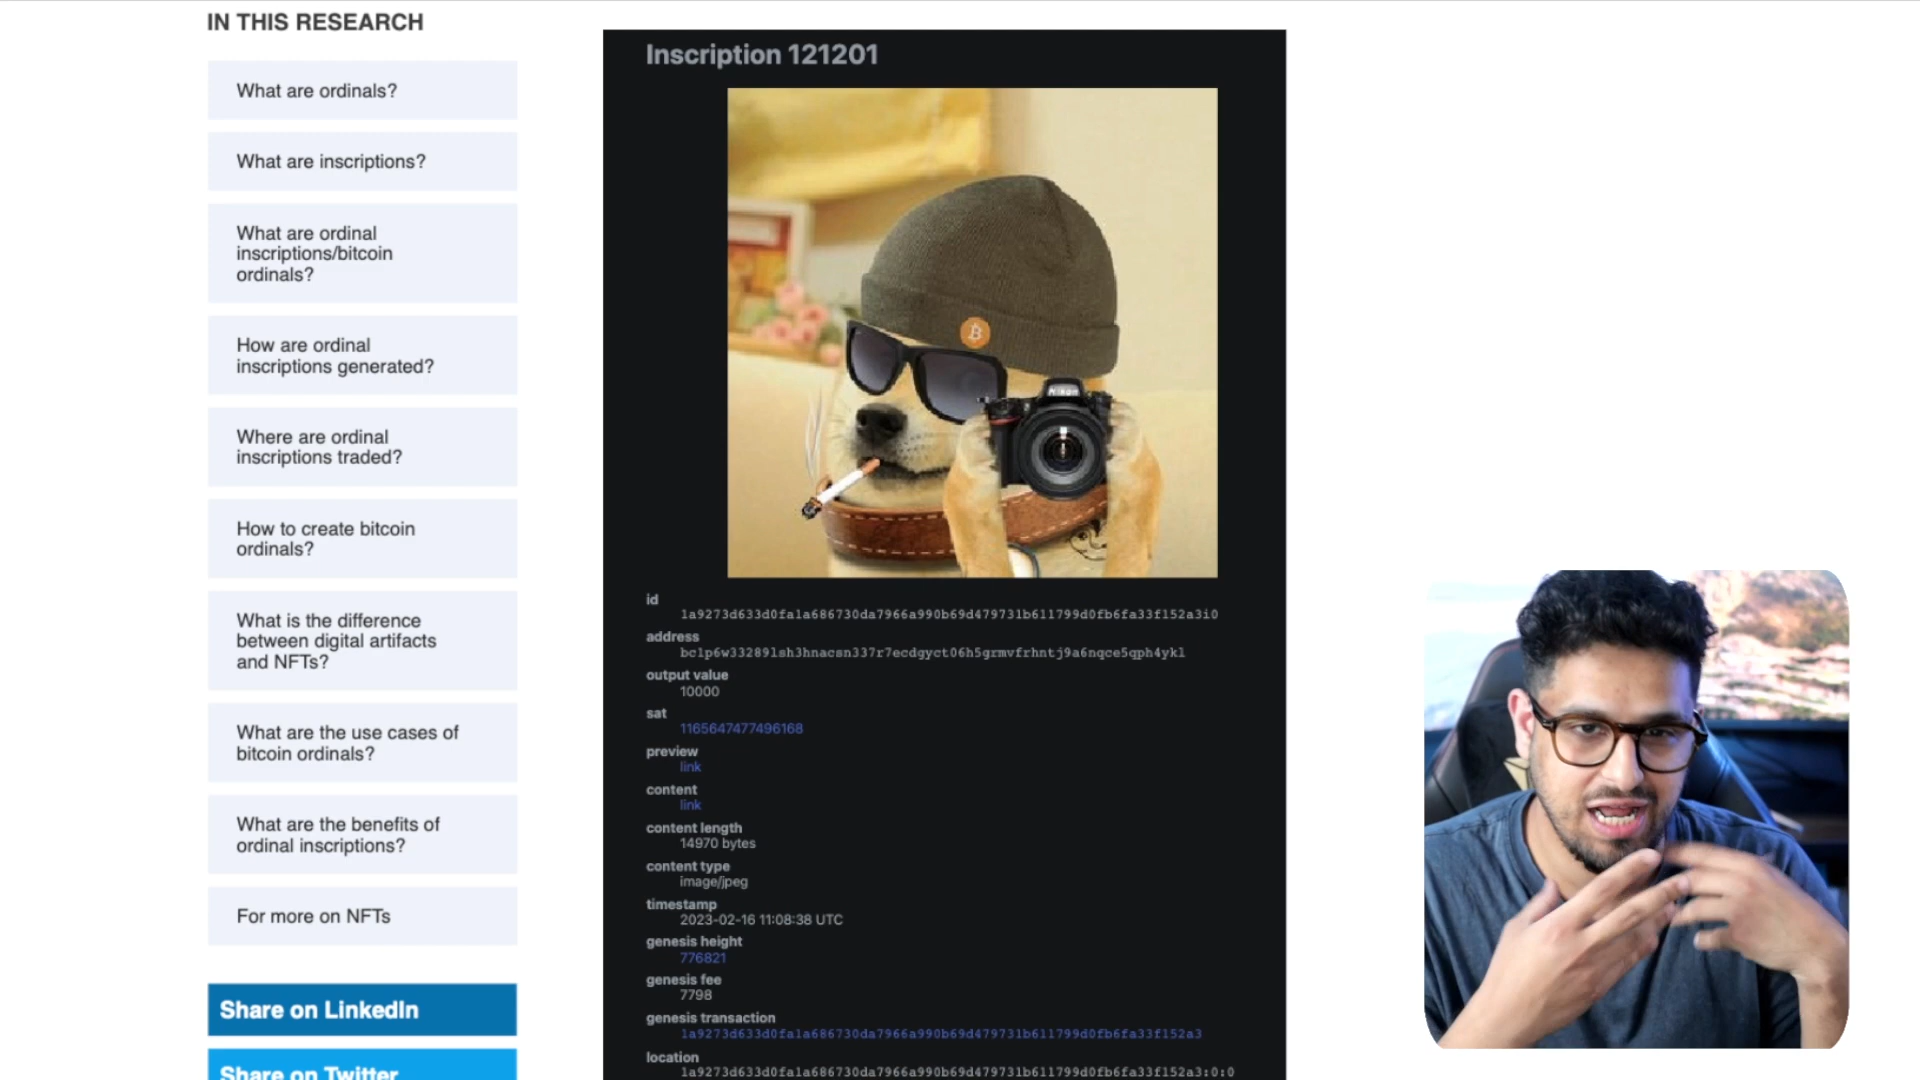 IN THIS RESEARCH
What are ordinals?
What are inscriptions?
What are ordinal
inscriptions/bitcoin
ordinals?
How are ordinal
inscriptions generated?
Where are ordinal
inscriptions traded?
How to create bitcoin
ordinals?
What is the difference
between digital artifacts
and NFTs?
What are the use cases of
bitcoin ordinals?
What are the benefits of
ordinal inscriptions?
For more on NFTs
Share on LinkedIn
Share on Twitter
Inscription 121201
Nikon
id
1a9273d633d0fa1a686730da7966a990b69d479731b611799d0fb6fa33f152a3i0
address
bc1p6w332891sh3hnacsn337r7ecdgyct06h5grmvfrhntj9a6nqce5qph4yk1
output value
10000
sat
1165647477496168
preview
link
content
link
content length
14970 bytes
content type
image/jpeg
timestamp
2023-02-16 11:08:38 UTC
genesis height
776821
genesis fee
7798
genesis transaction
1a9273d633d0fa1a686730da7966a990b69d479731b611799d0fb6fa33f152a3
location
1a9273d633d0fa1a686730da7966a990b69d479731b611799d0fb6fa33f152a3:0:0